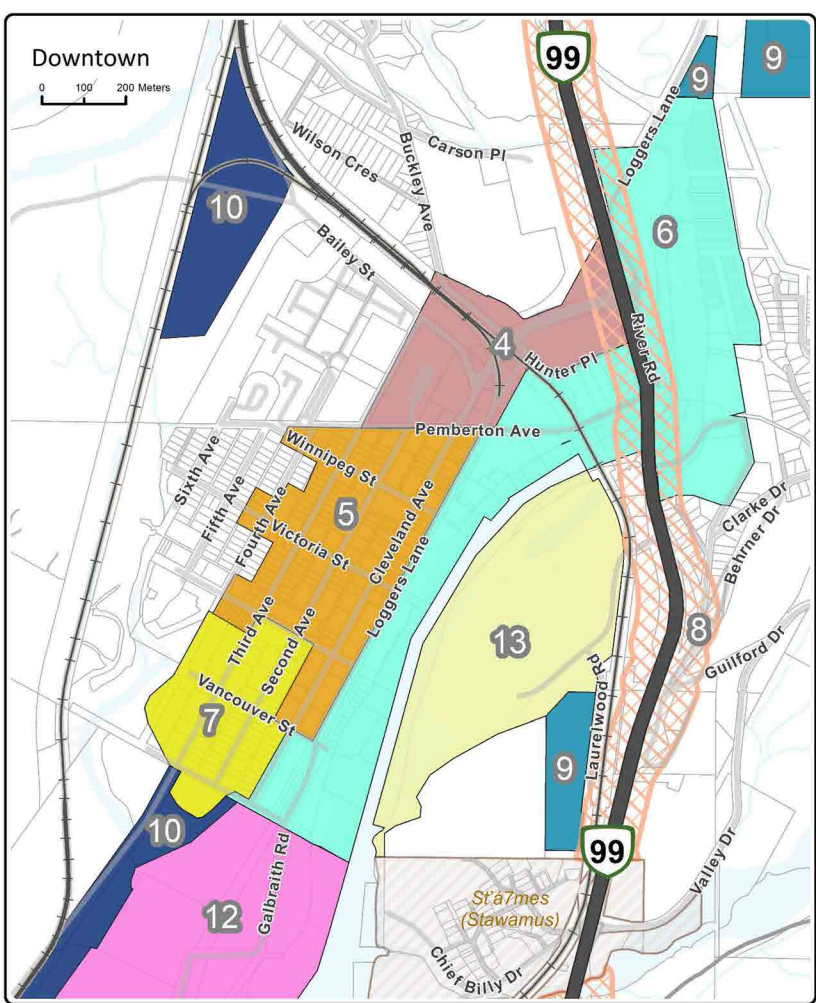 Downtown
0 100 200 Meters
99
9
9
Loggers Lane
Wilson Cres
Buckley Ave
Carson Pl
10
6
Bailey St
4
Hunter Pl
River Rd
Pemberton Ave
Winnipeg St
Sixth Ave
Fifth Ave
Fourth Ave
5
Victoria St
Cleveland Ave
Loggers Lane
Clarke Dr
Behrner Dr
13
8
Third Ave
Second Ave
Guilford Dr
Vancouver St
7
Laurelwood Rd
9
10
99
Valley Dr
Galbraith Rd
12
St'á7mes
(Stawamus)
Chief Billy Dr